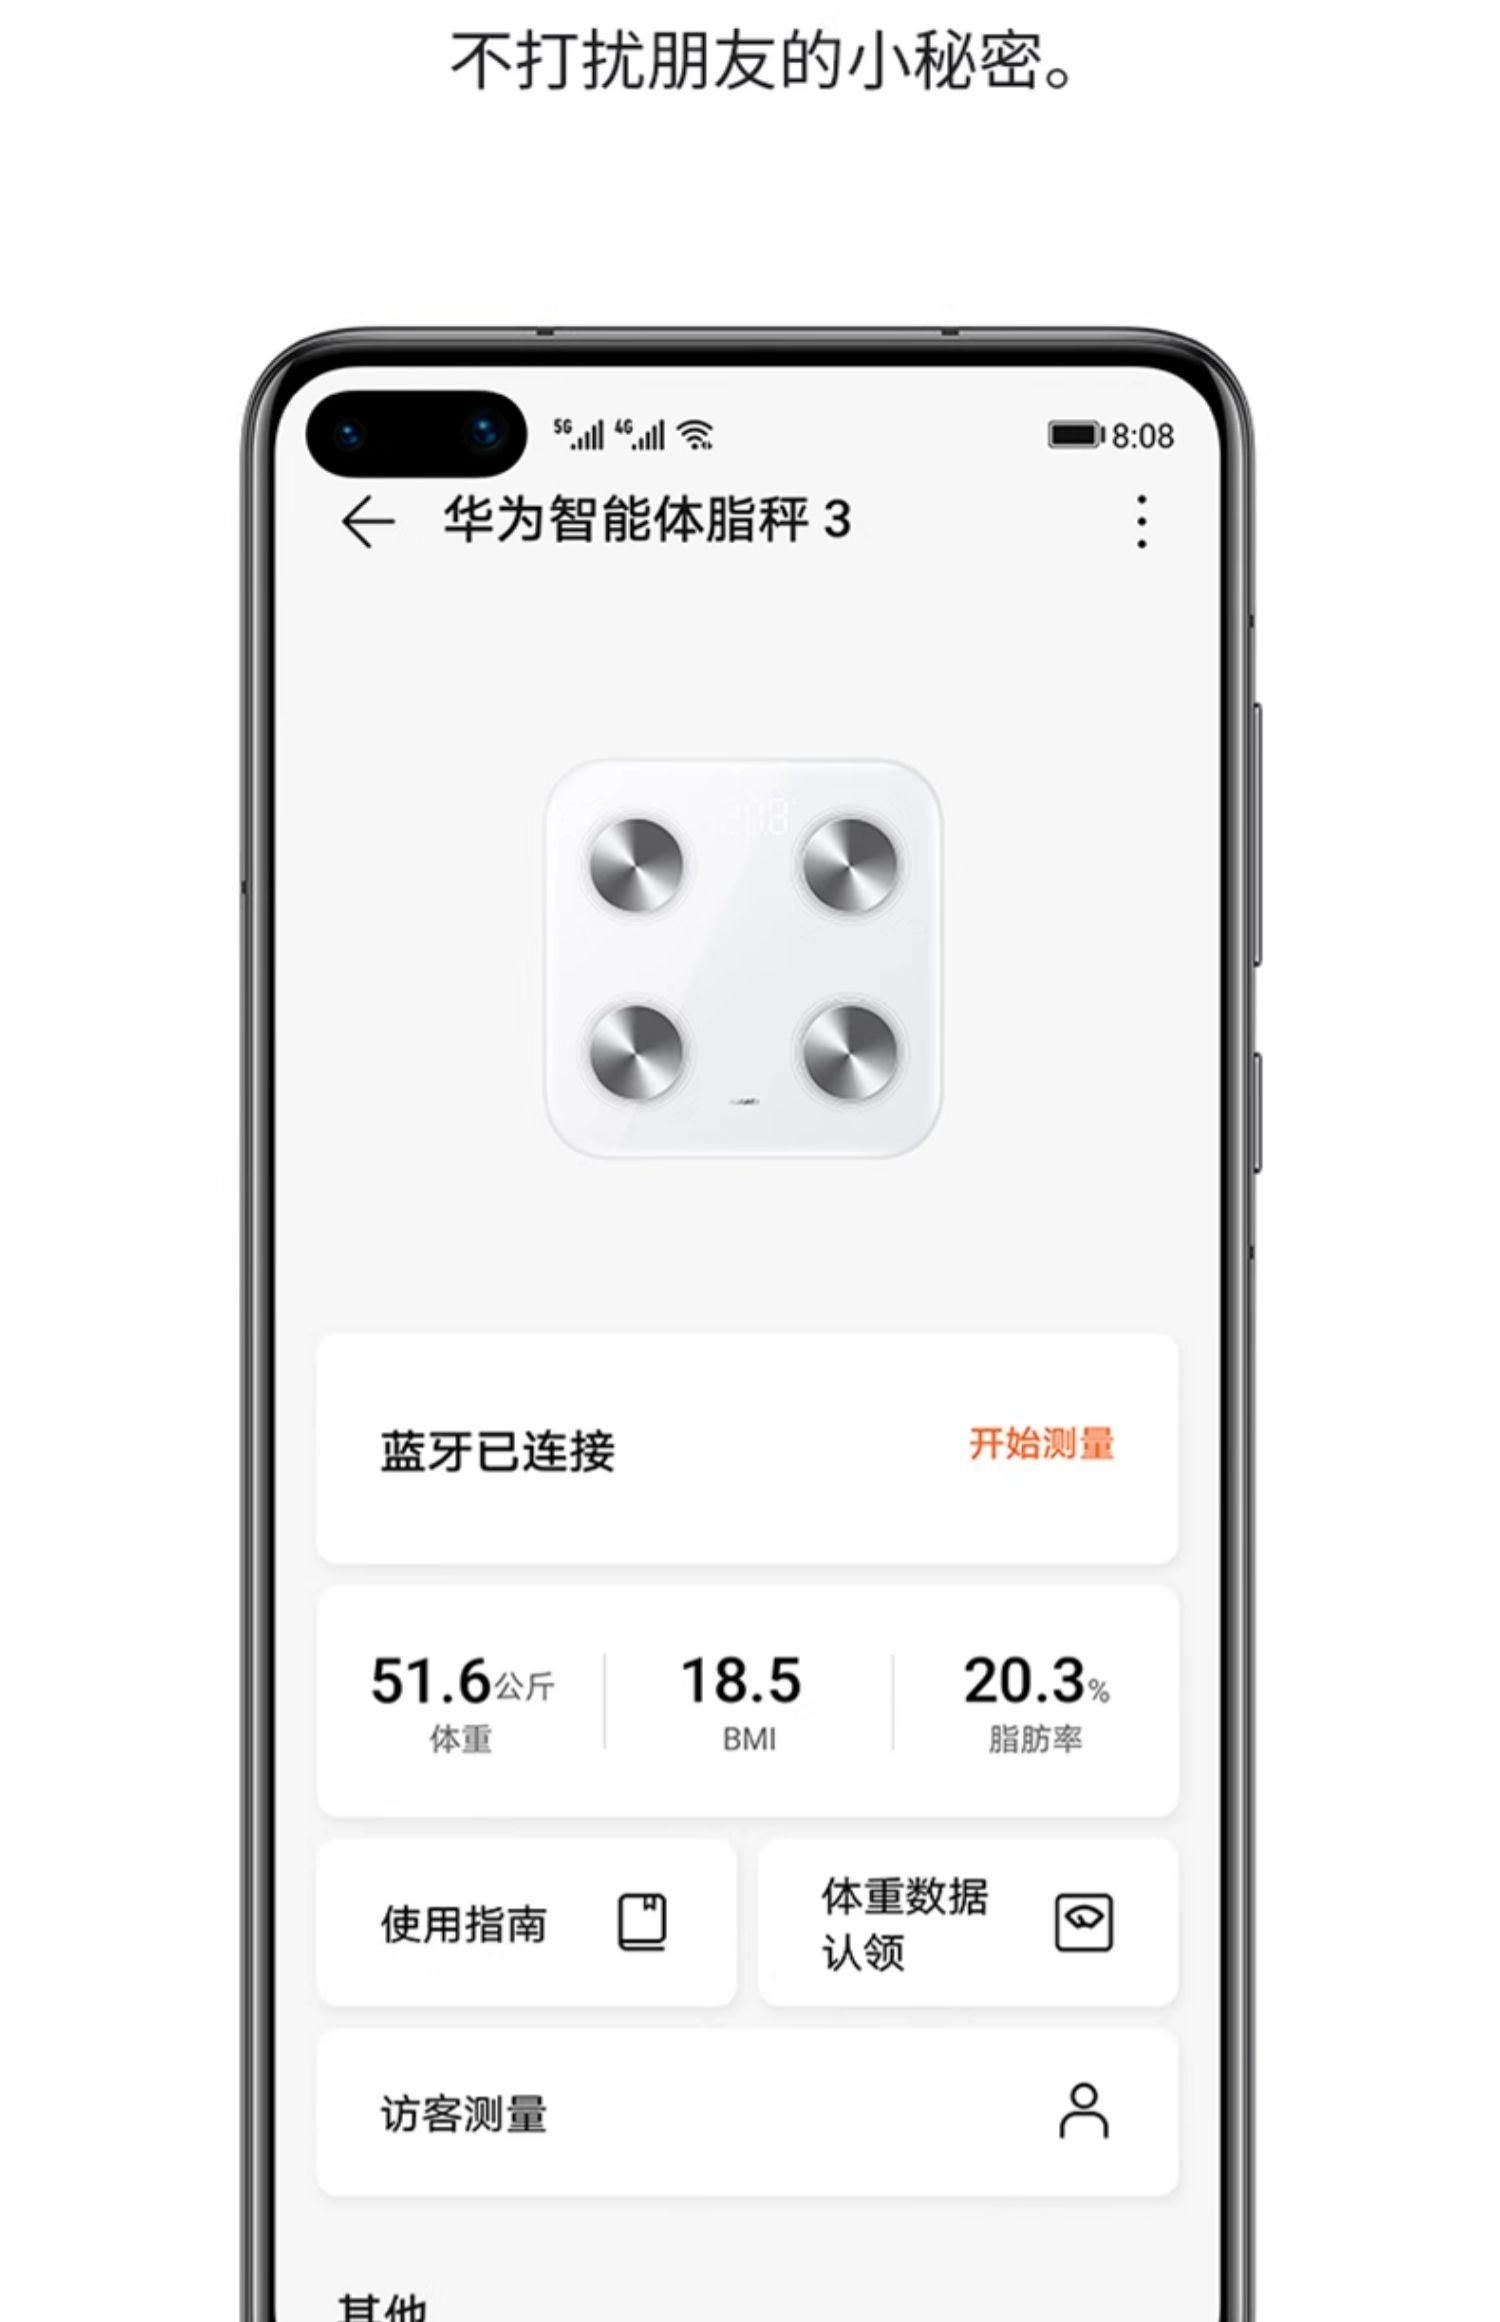 不打扰朋友的小秘密。
5G 4G 8:08
华为智能体脂秤 3
蓝牙已连接 开始测量
51.6公斤 18.5 20.3%
体重 BMI 脂肪率
使用指南
体重数据
认领
访客测量
其他